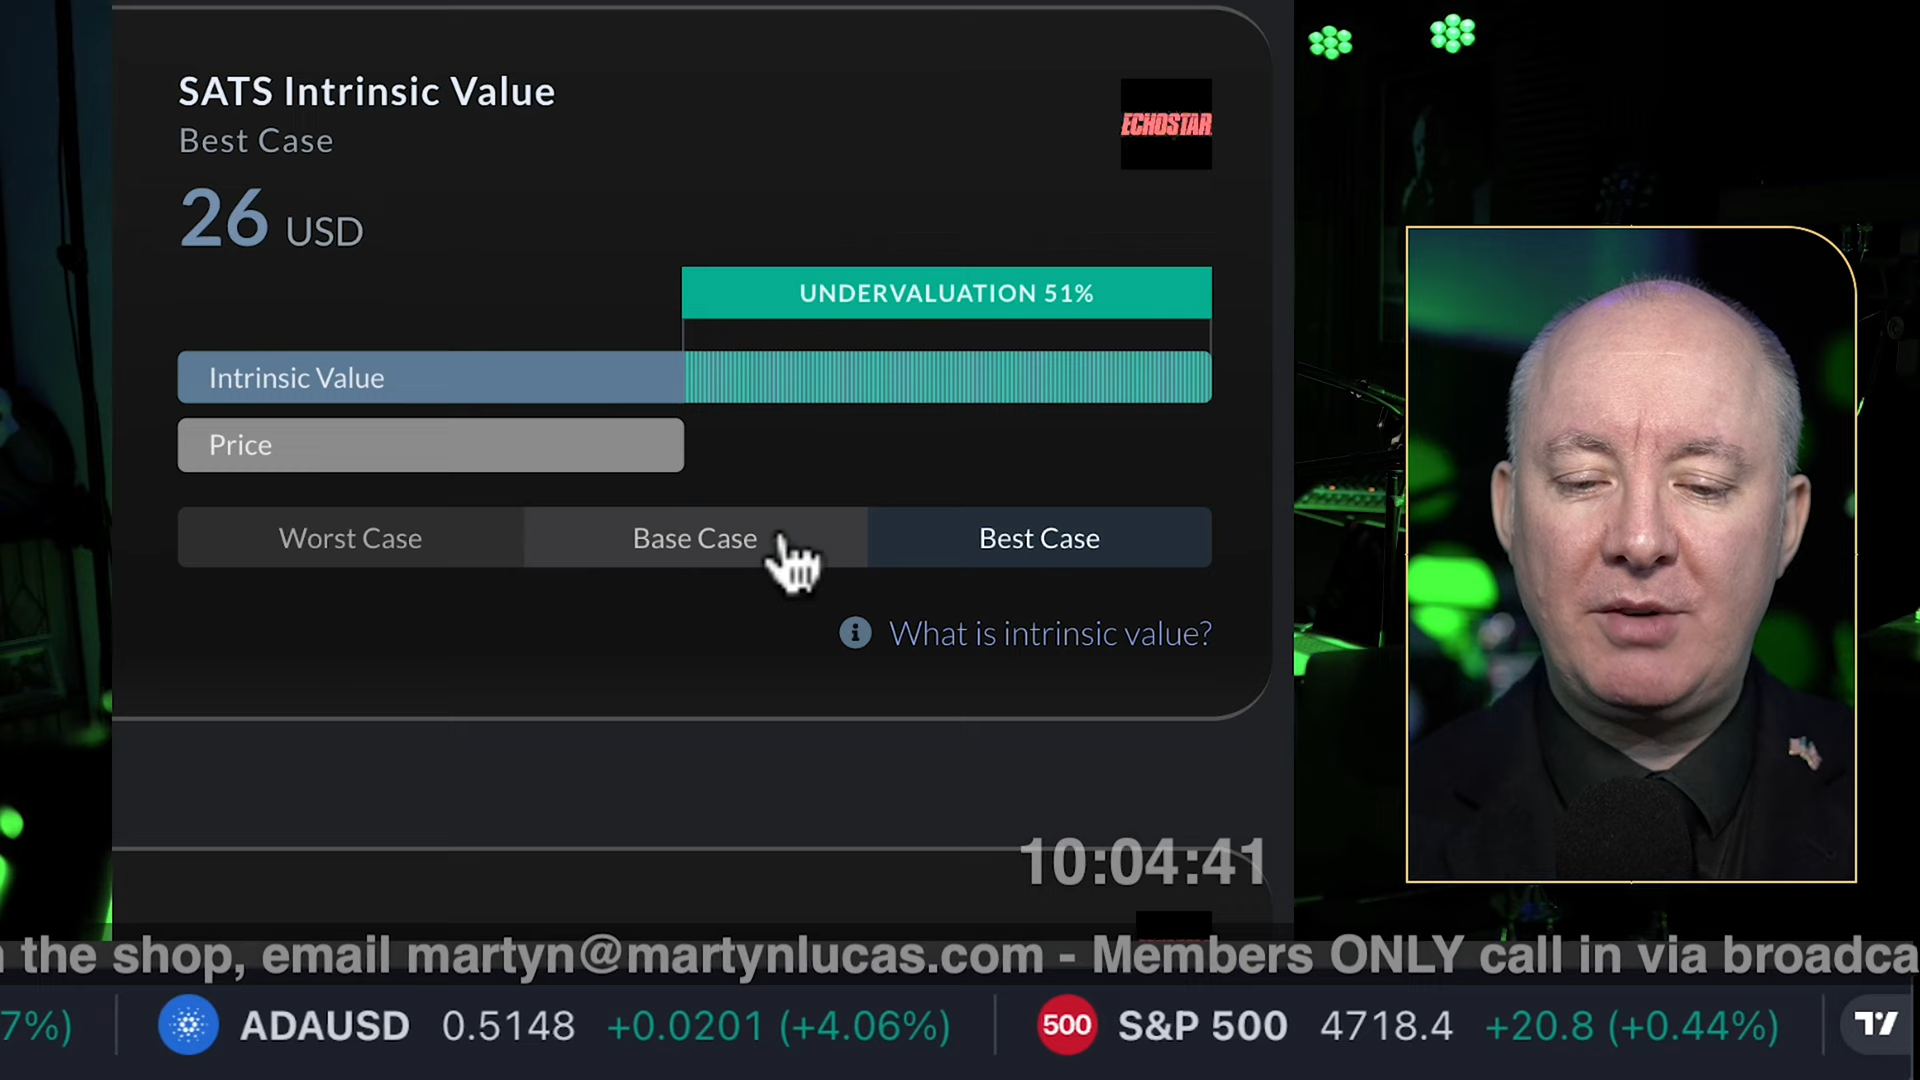 SATS Intrinsic Value
Best Case
ECHOSTAR
26 USD
UNDERVALUATION 51%
Intrinsic Value
Price
Worst Case
Base Case
Best Case
What is intrinsic value?
10:04:41
the shop, email martyn@martynlucas.com - Members ONLY call in via broadca
7%)
ADAUSD 0.5148 +0.0201 (+4.06%)
500 S&P 500 4718.4 +20.8 (+0.44%)